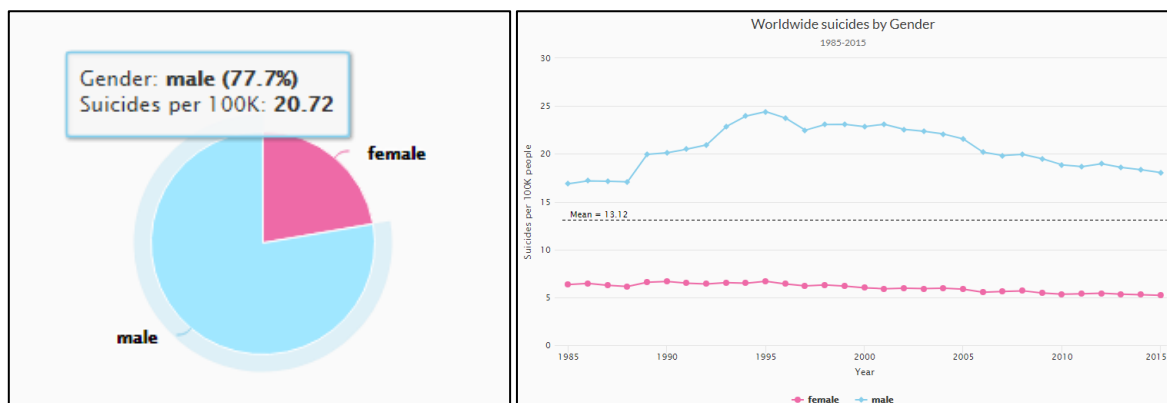 Gender: male (77.7%)
Suicides per 100K: 20.72
female
male
Worldwide suicides by Gender
1985-2015
Suicides per 100K people
30
25
20
15
10
5
0
Mean = 13.12
1985 1990 1995 2000 2005 2010 2015
Year
female male